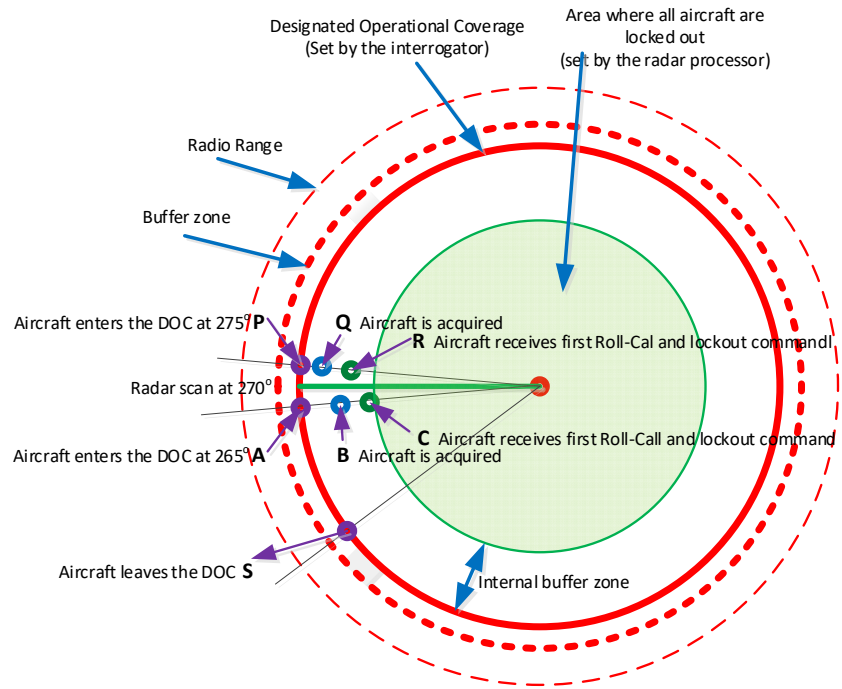 Designated Operational Coverage
(Set by the interrogator)
Area where all aircraft are
locked out
(set by the radar processor)
Radio Range
Buffer zone
Aircraft enters the DOC at 275° P
Q Aircraft is acquired
R Aircraft receives first Roll-Cal and lockout commandl
Radar scan at 270°
C Aircraft receives first Roll-Call and lockout command
Aircraft enters the DOC at 265° A
B Aircraft is acquired
Aircraft leaves the DOC S
Internal buffer zone